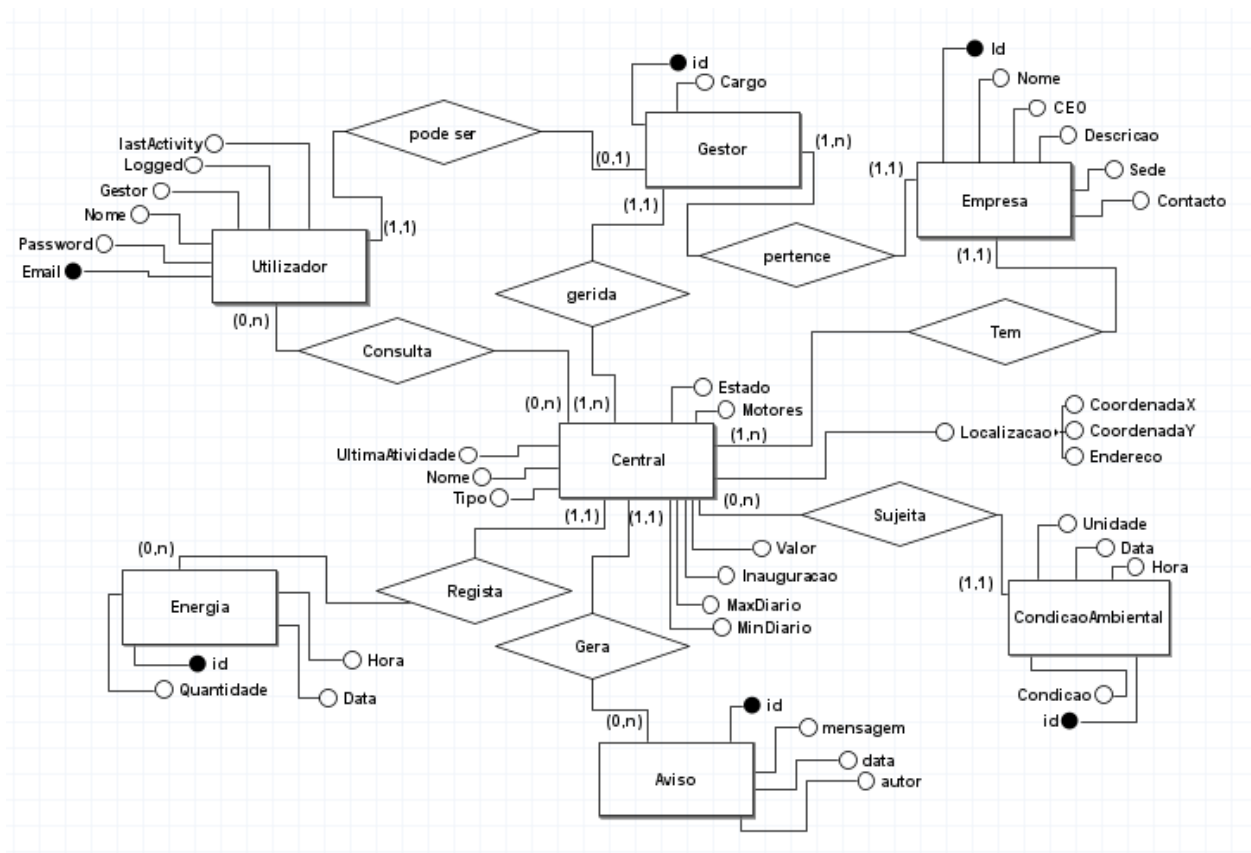 id
Cargo
Gestor
(0,1)
(1,n)
(1,1)
pode ser
Id
Nome
CEO
Descricao
Sede
Contacto
Empresa
(1,1)
(1,1)
lastActivity
Logged
Gestor
Nome
Password
Email
Utilizador
(1,1)
(0,n)
pertence
gerida
Tem
Consulta
(0,n)
(1,n)
Estado
Motores
(1,n)
UltimaAtividade
Nome
Tipo
Central
Localizacao
CoordenadaX
CoordenadaY
Endereco
(1,1)
(1,1)
(0,n)
Sujeita
Valor
Inauguracao
MaxDiario
MinDiario
Unidade
Data
Hora
(1,1)
CondicaoAmbiental
Condicao
id
(0,n)
Energia
Regista
id
Quantidade
Hora
Data
Gera
(0,n)
id
mensagem
data
autor
Aviso